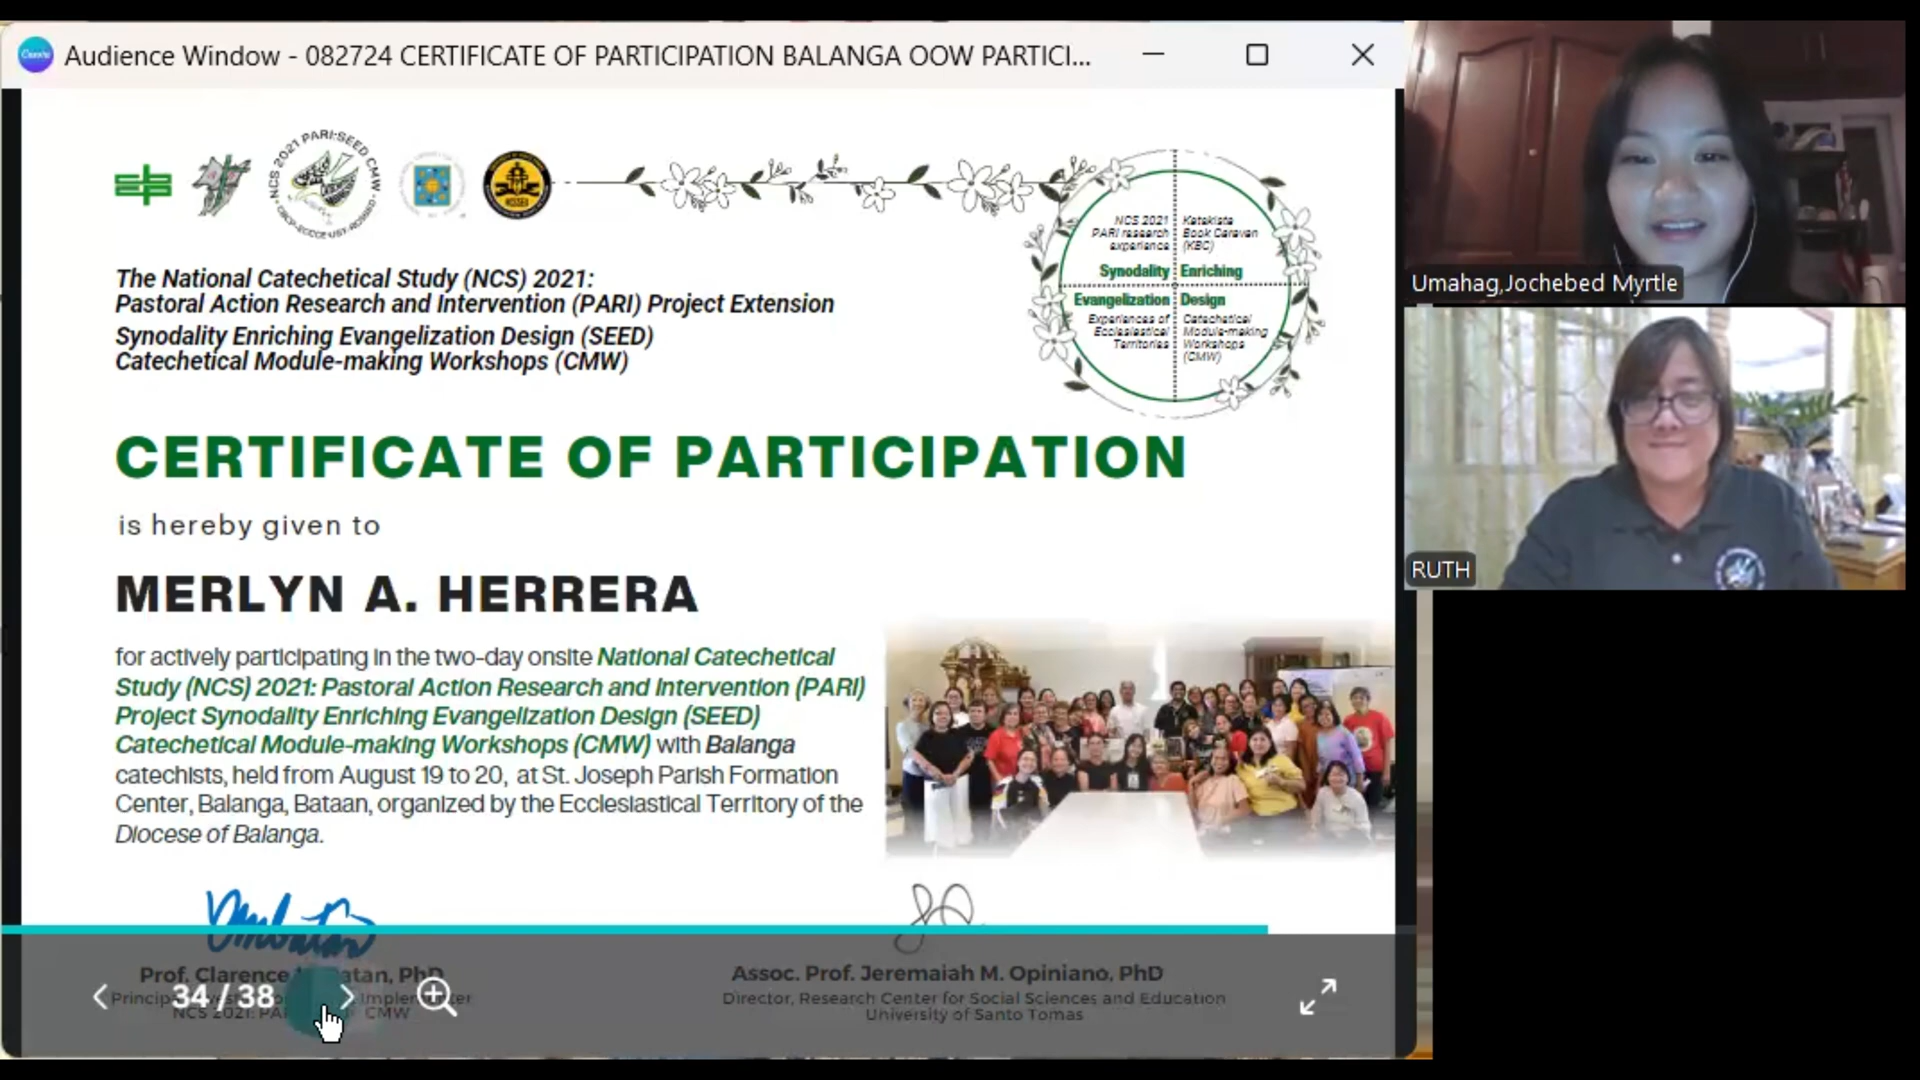 Audience Window - 082724 CERTIFICATE OF PARTICIPATION BALANGA OOW PARTICI...
NCS 2021 PARI:SEED CMW
The National Catechetical Study (NCS) 2021:
Pastoral Action Research and Intervention (PARI) Project Extension
Synodality Enriching Evangelization Design (SEED)
Catechetical Module-making Workshops (CMW)
NCS 2021
PARI research
experience
Katekista
Book Caravan
(KBC)
Synodality Enriching
Evangelization Design
Experiences of
Ecclesiastical
Territories
Catechetical
Module-making
Workshops
(CMW)
CERTIFICATE OF PARTICIPATION
is hereby given to
MERLYN A. HERRERA
for actively participating in the two-day onsite National Catechetical
Study (NCS) 2021: Pastoral Action Research and Intervention (PARI)
Project Synodality Enriching Evangelization Design (SEED)
Catechetical Module-making Workshops (CMW) with Balanga
catechists, held from August 19 to 20, at St. Joseph Parish Formation
Center, Balanga, Bataan, organized by the Ecclesiastical Territory of the
Diocese of Balanga.
Prof. Clarence Batan, PhD
NCS 2021: CMW
34 / 38
Assoc. Prof. Jeremaiah M. Opiniano, PhD
Director, Research Center for Social Sciences and Education
University of Santo Tomas
Umahag,Jochebed Myrtle
RUTH